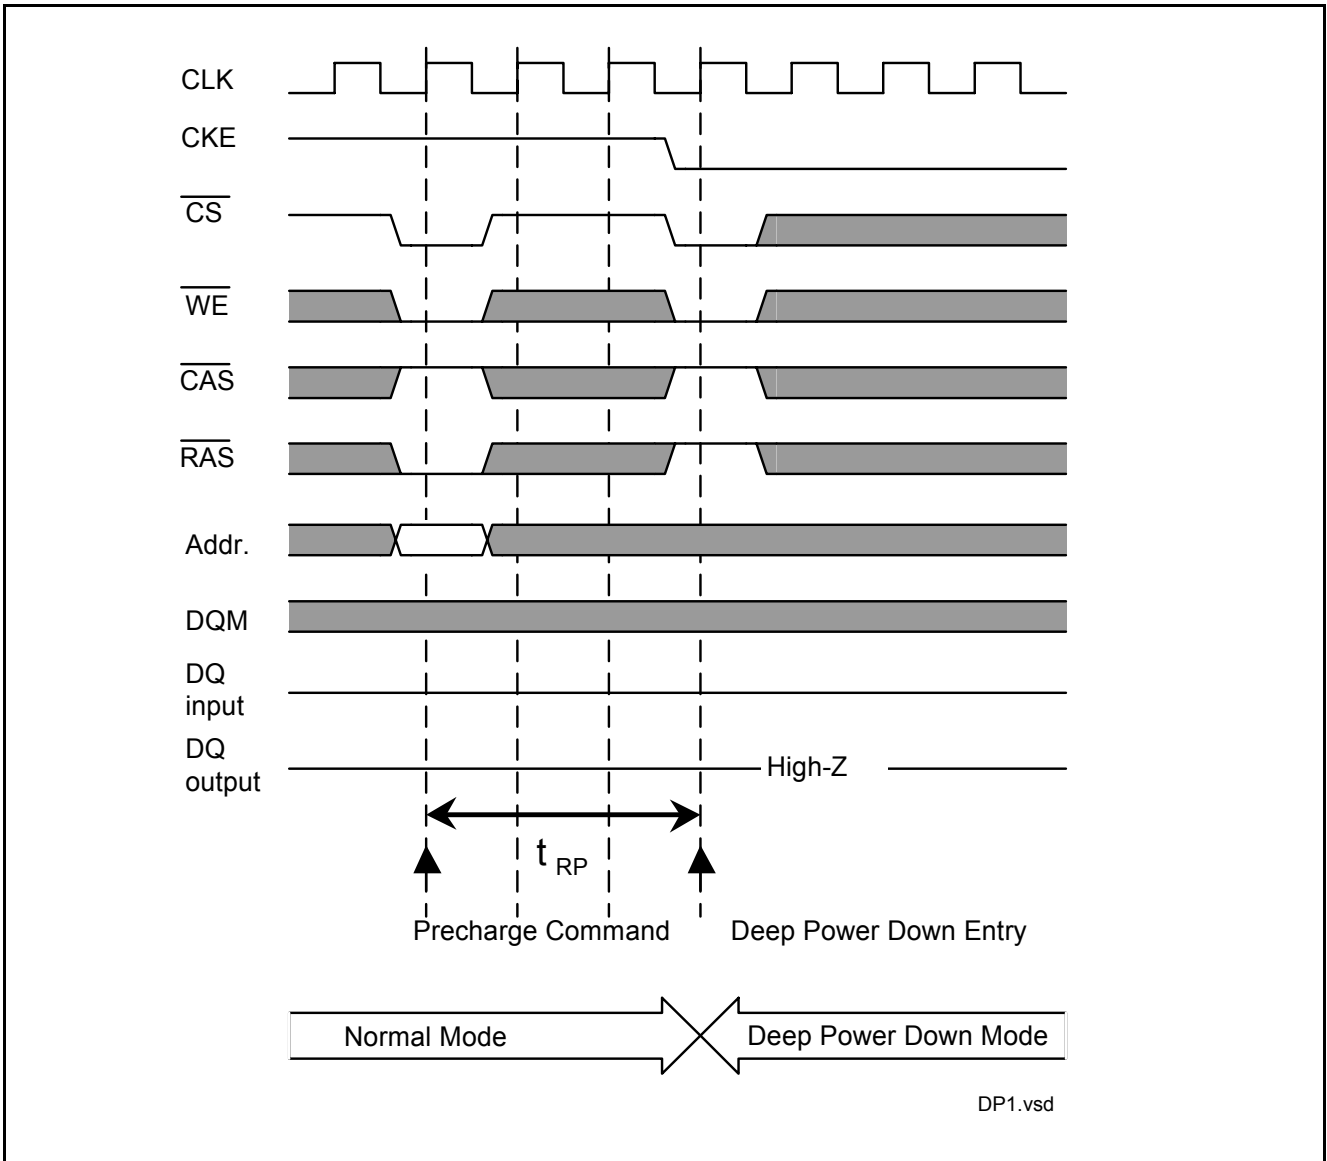 CLK
CKE
CS
WE
CAS
RAS
Addr.
DQM
DQ
input
DQ
output
High-Z
t RP
Precharge Command Deep Power Down Entry
Normal Mode Deep Power Down Mode
DP1.vsd